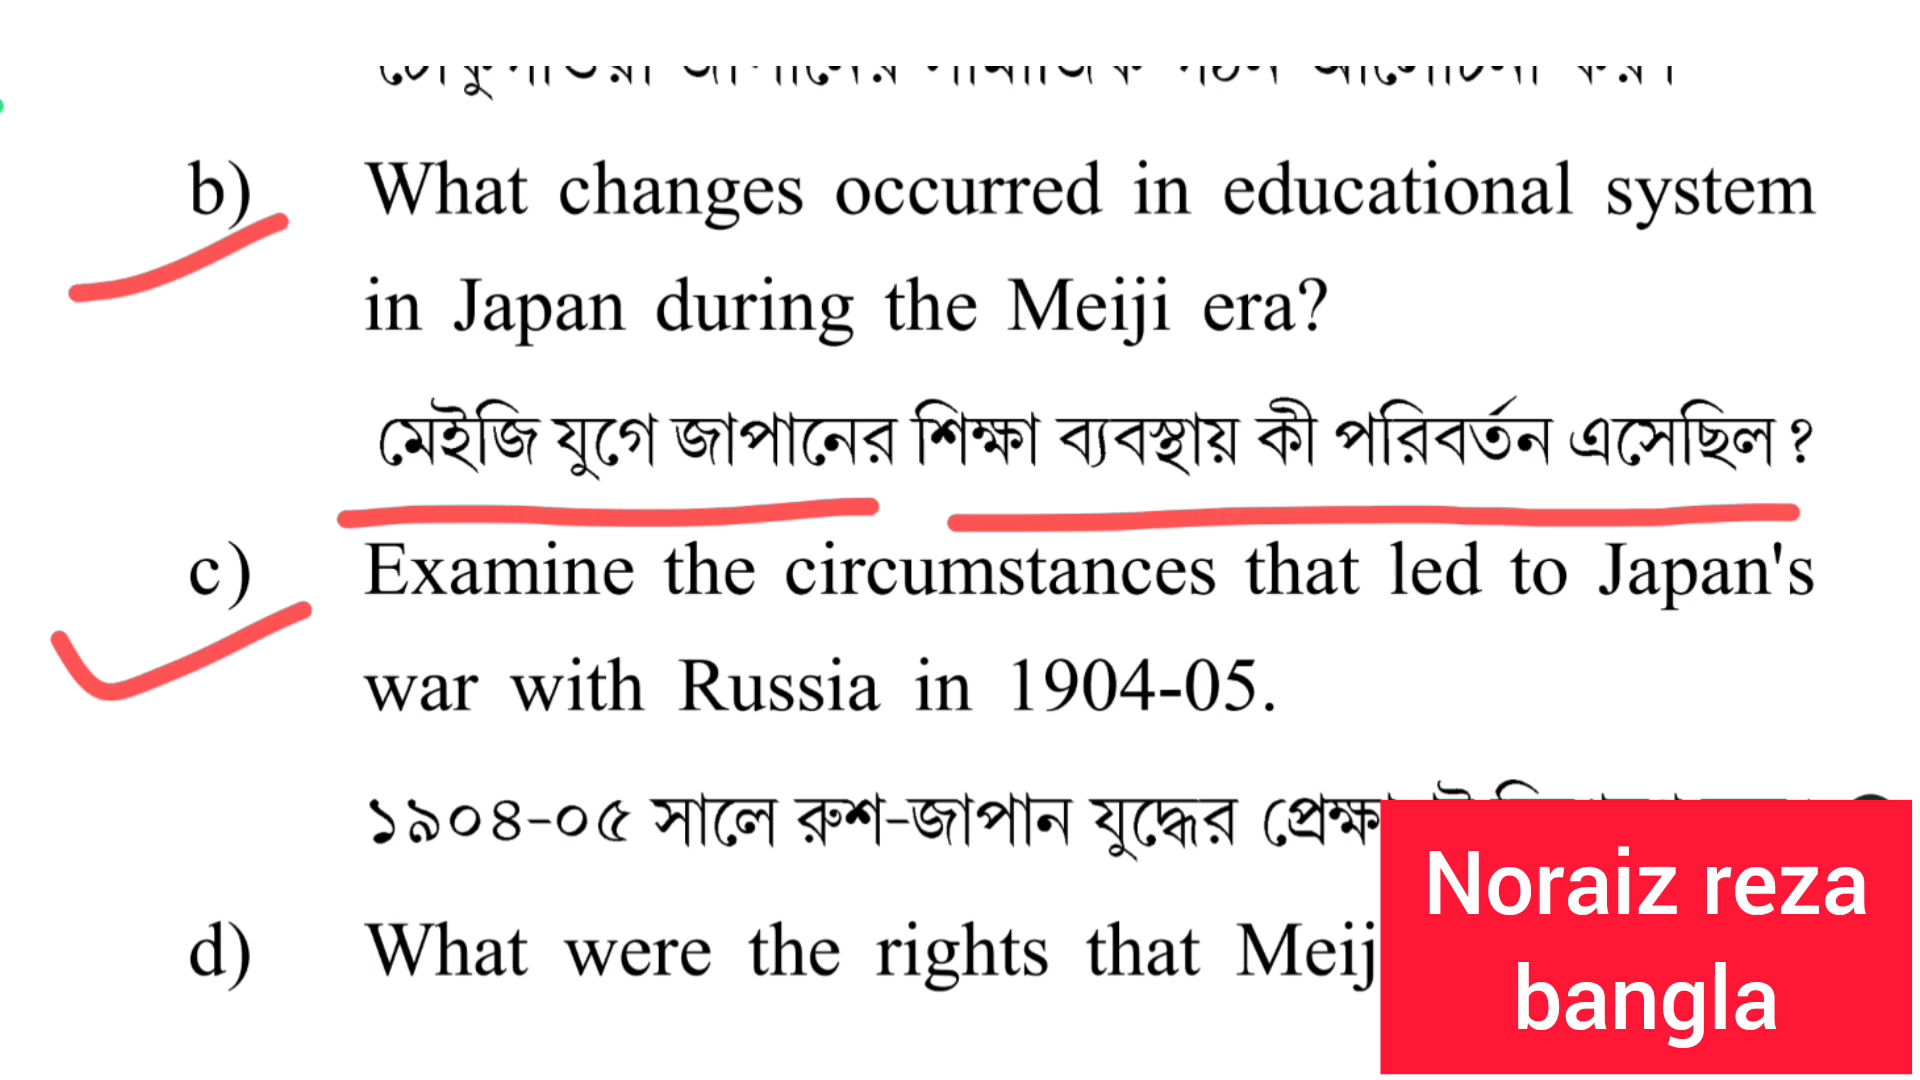 b) What changes occurred in educational system
in Japan during the Meiji era?
মেইজি যুগে জাপানের শিক্ষা ব্যবস্থায় কী পরিবর্তন এসেছিল ?
c) Examine the circumstances that led to Japan's
war with Russia in 1904-05.
১৯০৪-০৫ সালে রুশ-জাপান যুদ্ধের
d) What were the rights that
Noraiz reza
bangla